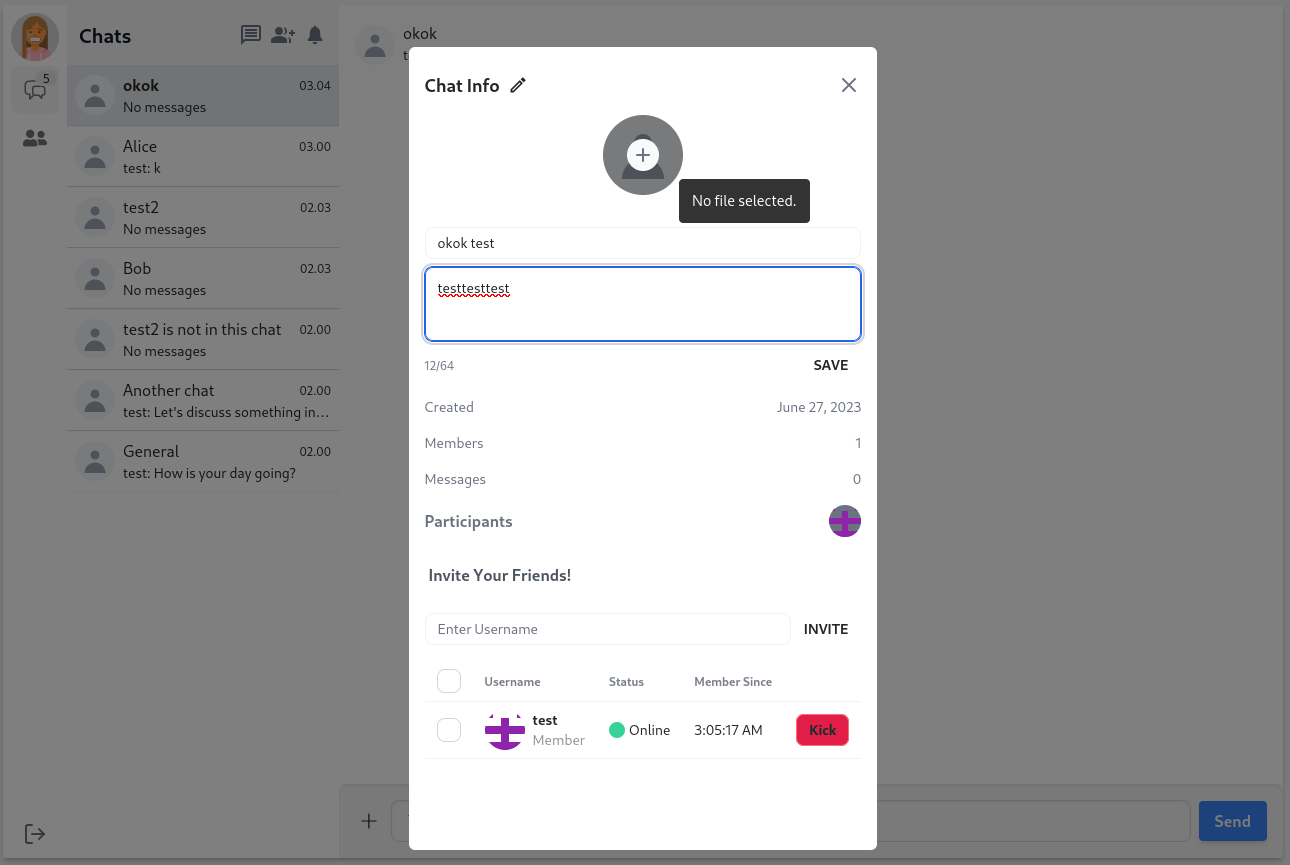 Chats
5
okok 03.04
No messages
Alice 03.00
test: k
test2 02.03
No messages
Bob 02.03
No messages
test2 is not in this chat 02.00
No messages
Another chat 02.00
test: Let's discuss something in…
General 02.00
test: How is your day going?
okok
Chat Info
No file selected.
okok test
testtesttest
12/64 SAVE
Created June 27, 2023
Members 1
Messages 0
Participants
Invite Your Friends!
Enter Username INVITE
Username Status Member Since
test
Member Online 3:05:17 AM Kick
Send